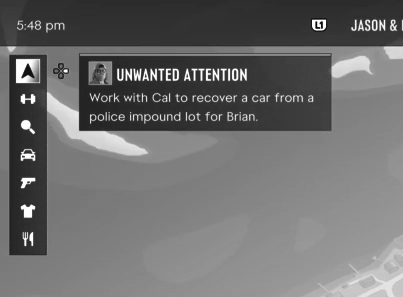 5:48 pm
L1
JASON &
UNWANTED ATTENTION
Work with Cal to recover a car from a
police impound lot for Brian.